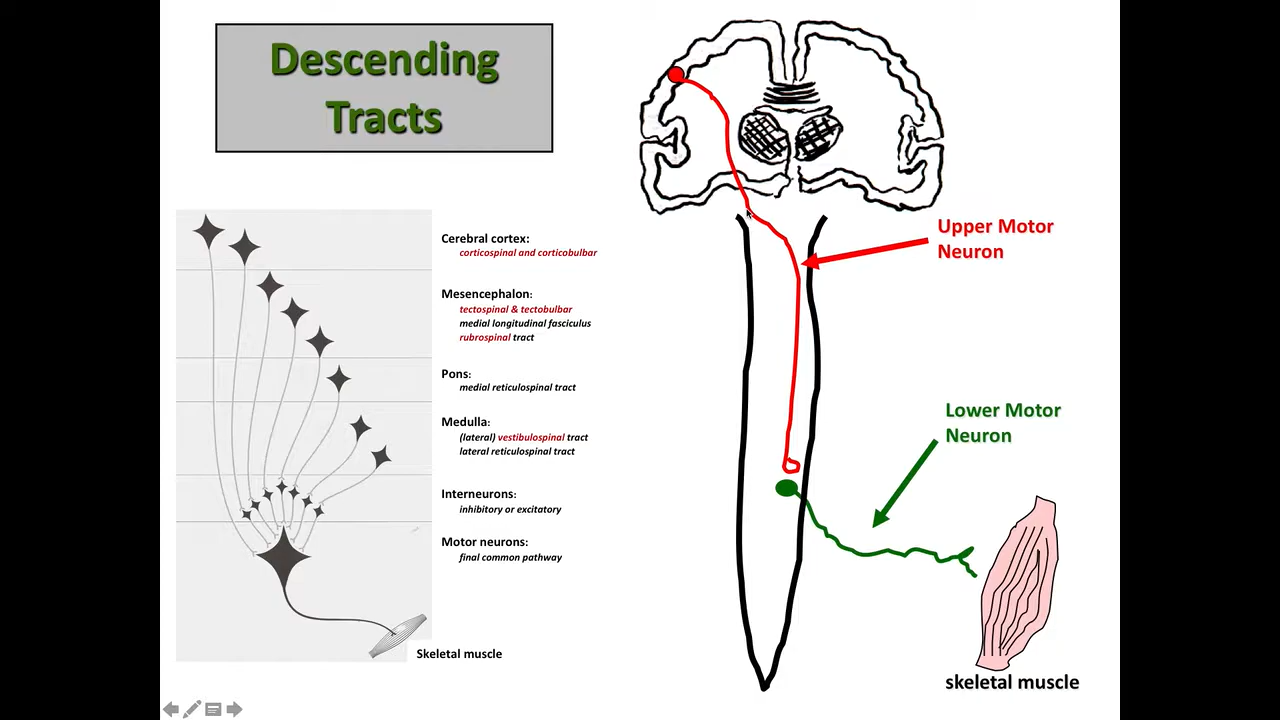 Descending
Tracts
Cerebral cortex:
corticospinal and corticobulbar
Mesencephalon:
tectospinal & tectobulbar
medial longitudinal fasciculus
rubrospinal tract
Pons:
medial reticulospinal tract
Medulla:
(lateral) vestibulospinal tract
lateral reticulospinal tract
Interneurons:
inhibitory or excitatory
Motor neurons:
final common pathway
Skeletal muscle
Upper Motor
Neuron
Lower Motor
Neuron
skeletal muscle